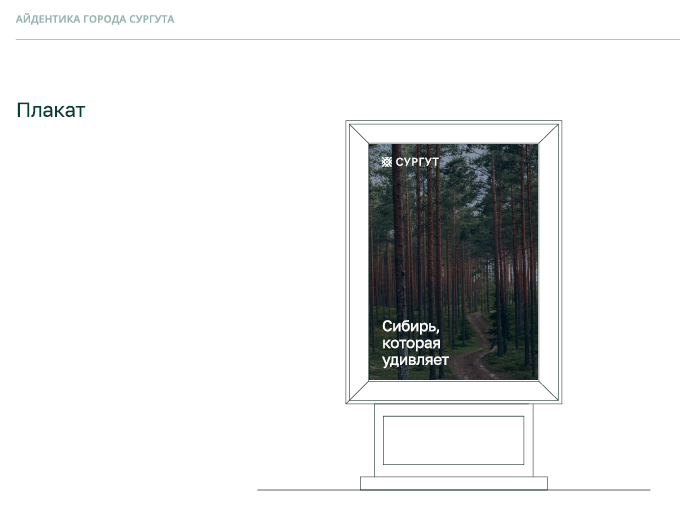 АЙДЕНТИКА ГОРОДА СУРГУТА
Плакат
СУРГУТ
Сибирь,
которая
удивляет